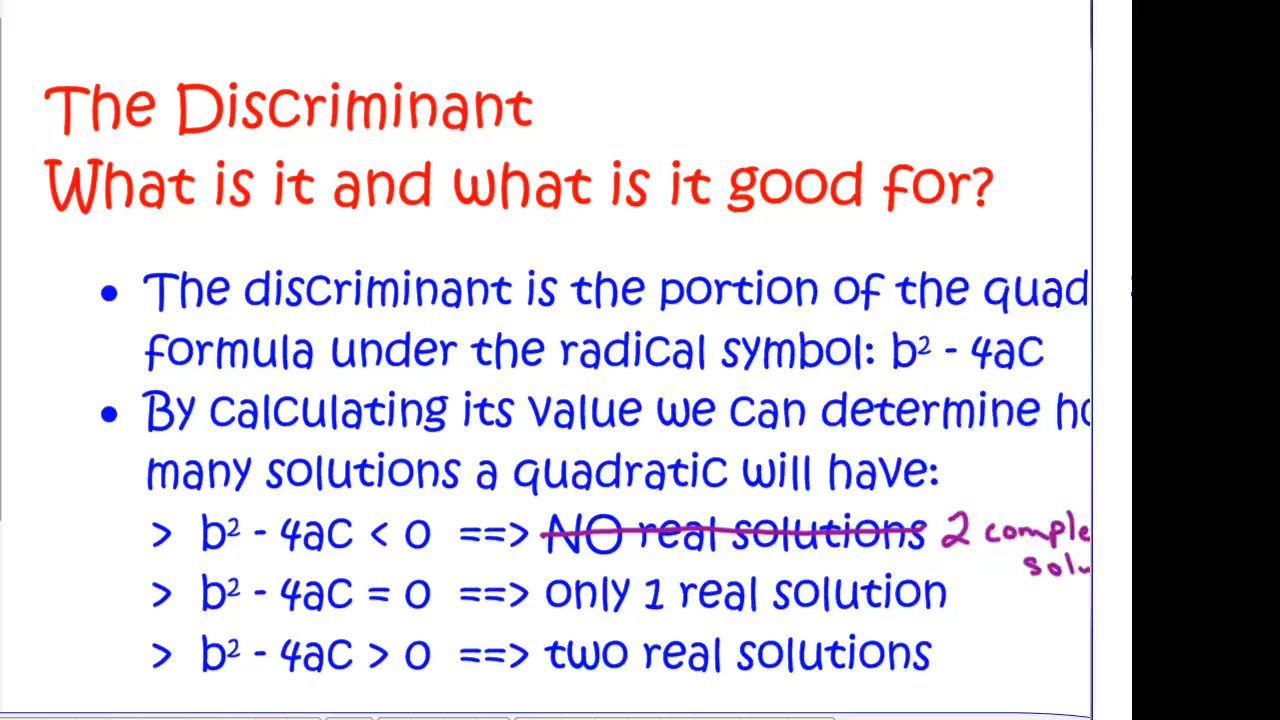 The Discriminant
What is it and what is it good for?
• The discriminant is the portion of the quad
formula under the radical symbol: b² - 4ac
• By calculating its value we can determine ho
many solutions a quadratic will have:
> b² - 4ac < 0 ==> NO real solutions 2 comple
solu
> b² - 4ac = 0 ==> only 1 real solution
> b² - 4ac > 0 ==> two real solutions